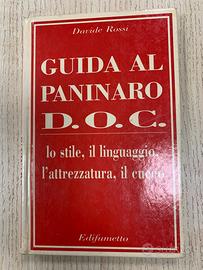 Davide Rossi
GUIDA AL
PANINARO
D.O.C.
lo stile, il linguaggio,
l'attrezzatura, il cuore
Edifumetto